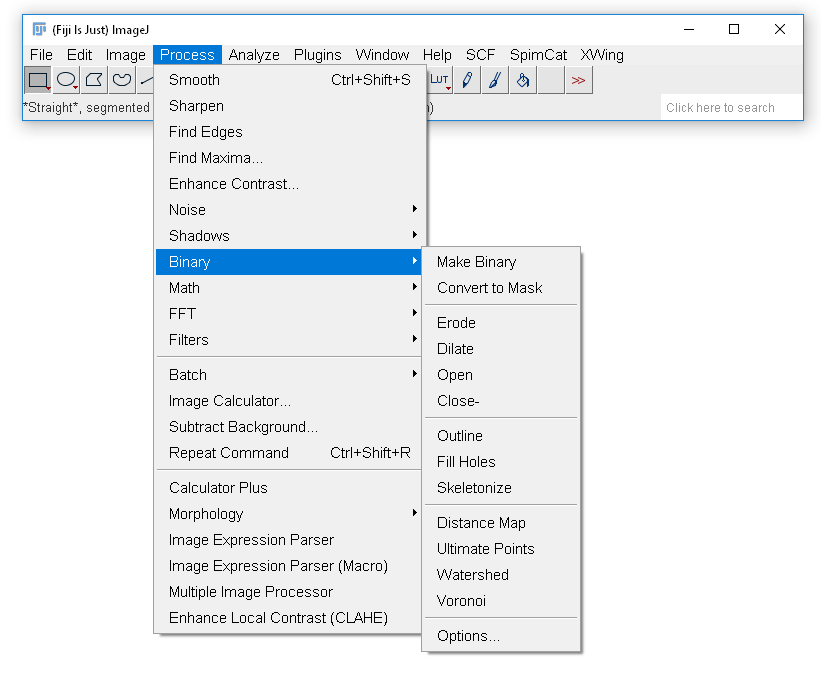 (Fiji Is Just) ImageJ
File Edit Image Process Analyze Plugins Window Help SCF SpimCat XWing
LUT >>
*Straight*, segmented )
Click here to search
Smooth Ctrl+Shift+S
Sharpen
Find Edges
Find Maxima...
Enhance Contrast...
Noise
Shadows
Binary
Math
FFT
Filters
Batch
Image Calculator...
Subtract Background...
Repeat Command Ctrl+Shift+R
Calculator Plus
Morphology
Image Expression Parser
Image Expression Parser (Macro)
Multiple Image Processor
Enhance Local Contrast (CLAHE)
Make Binary
Convert to Mask
Erode
Dilate
Open
Close-
Outline
Fill Holes
Skeletonize
Distance Map
Ultimate Points
Watershed
Voronoi
Options...